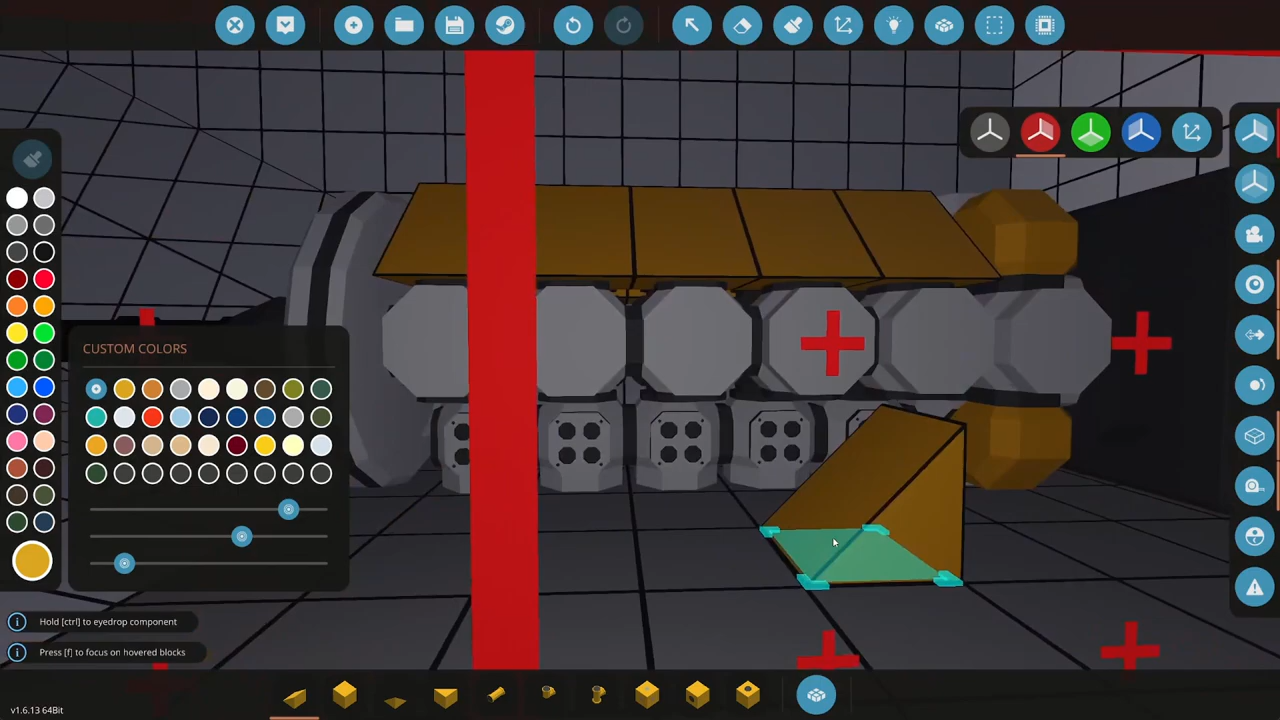 CUSTOM COLORS
Hold [ctrl] to eyedrop component
Press [f] to focus on hovered blocks
v1.6.13 64Bit